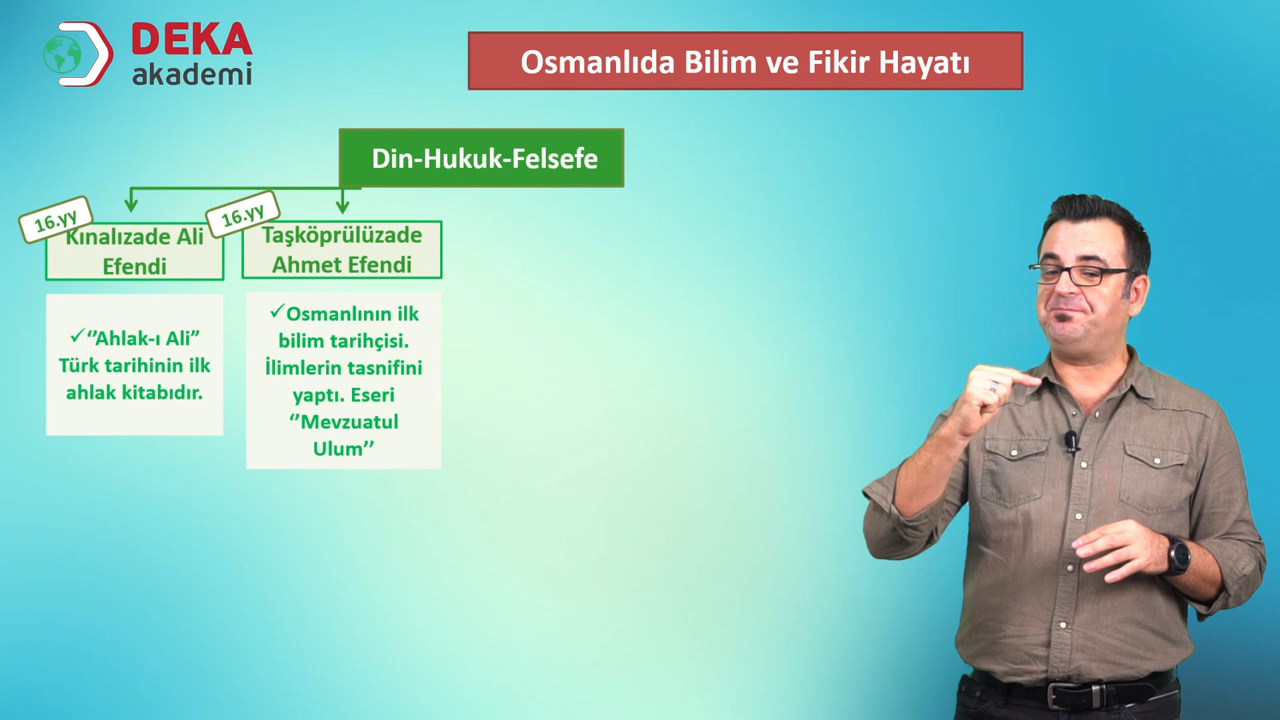 DEKA
akademi
Osmanlıda Bilim ve Fikir Hayatı
Din-Hukuk-Felsefe
16.yy
Kınalızade Ali
Efendi
✓“Ahlak-ı Ali”
Türk tarihinin ilk
ahlak kitabıdır.
16.yy
Taşköprülüzade
Ahmet Efendi
✓Osmanlının ilk
bilim tarihçisi.
İlimlerin tasnifini
yaptı. Eseri
“Mevzuatul
Ulum”